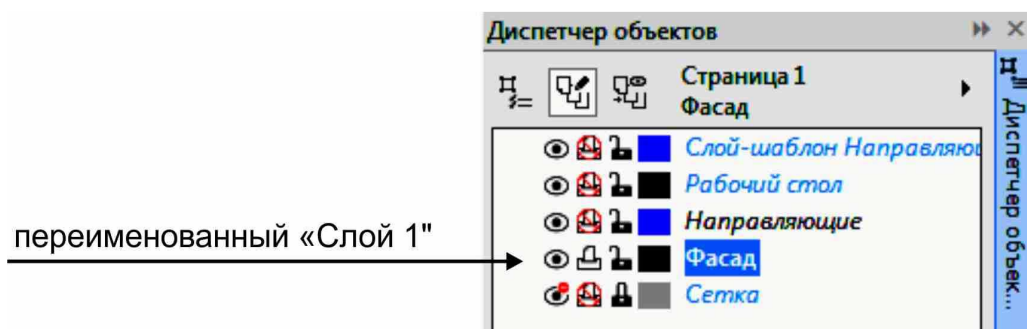 Диспетчер объектов
Страница 1
Фасад
Слой-шаблон Направляю
Рабочий стол
Направляющие
переименованный «Слой 1"
Фасад
Сетка
Диспетчер объек...